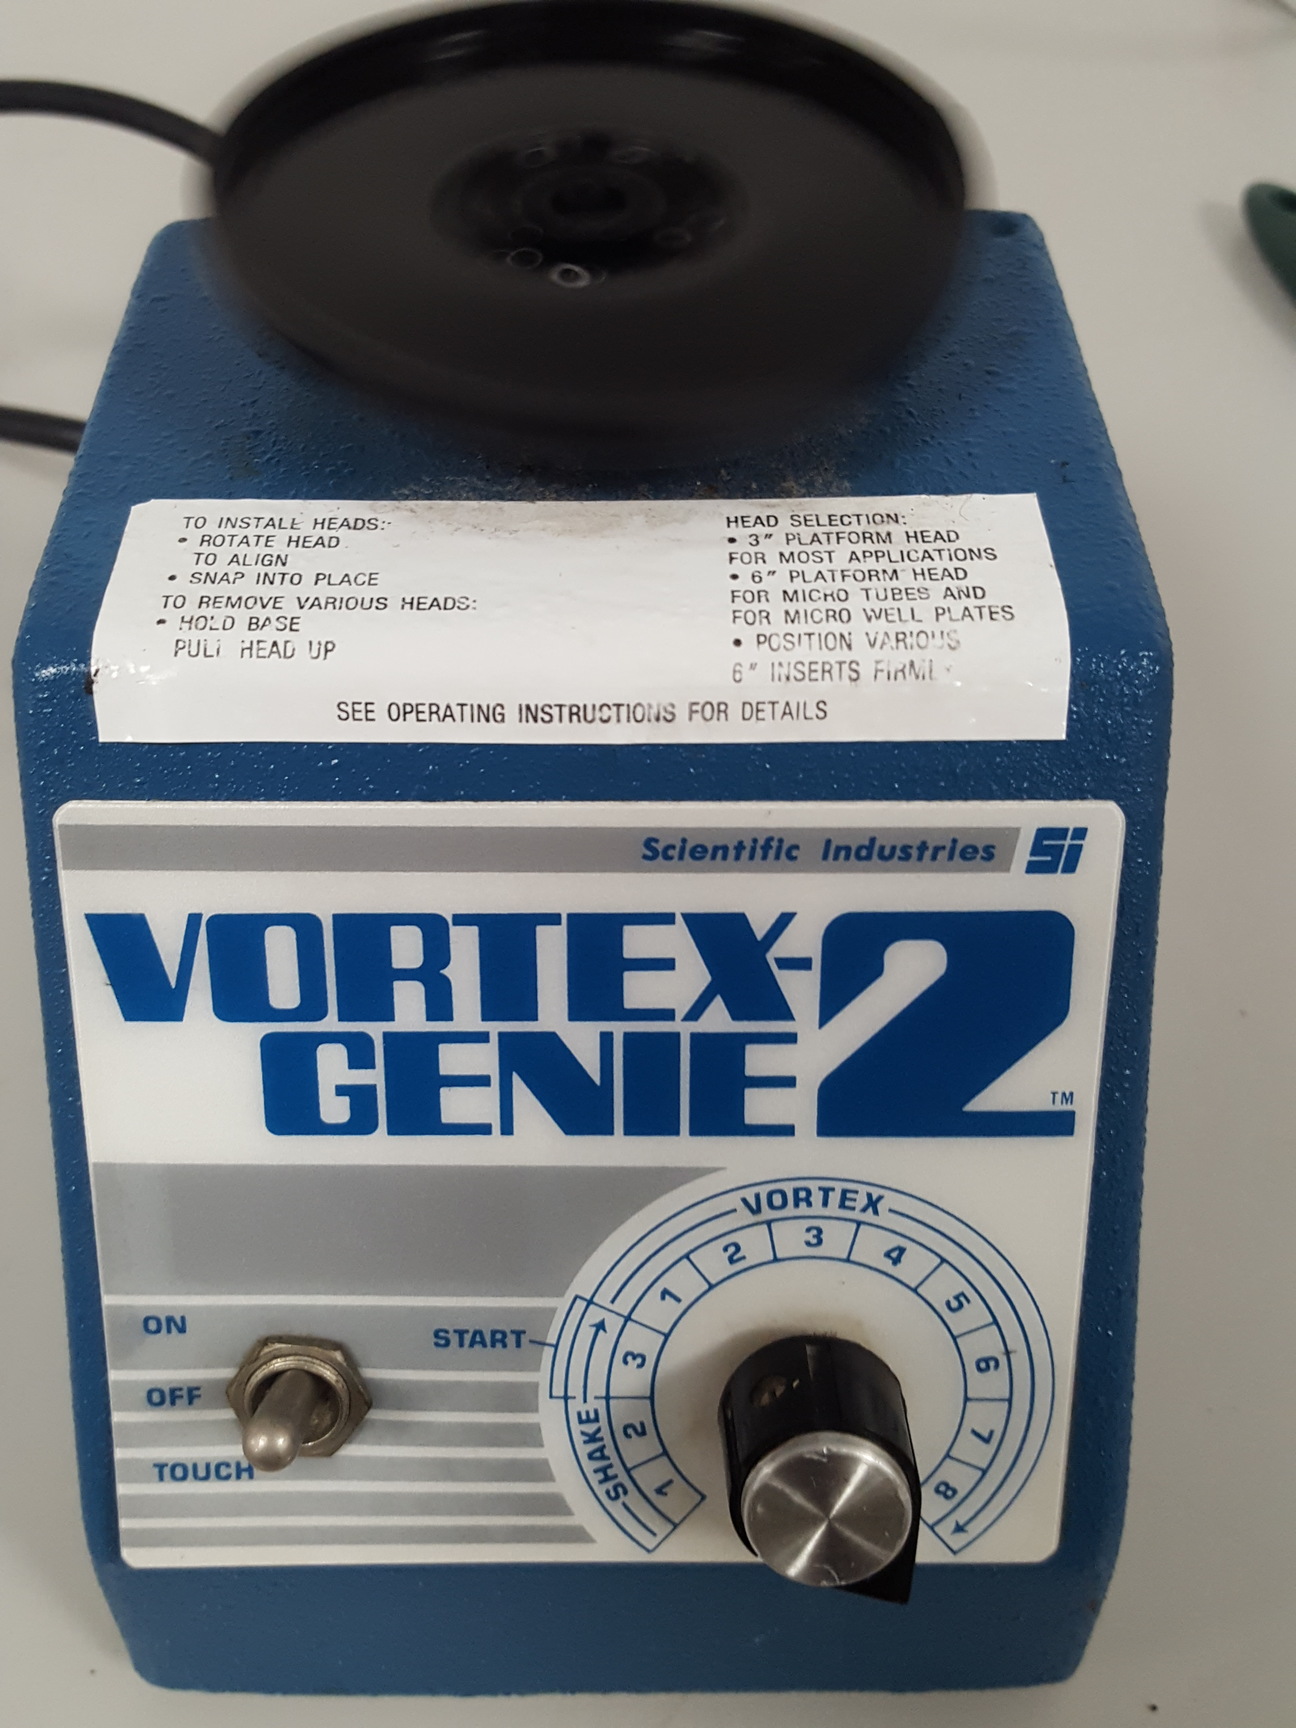 TO INSTALL HEADS:
• ROTATE HEAD
TO ALIGN
• SNAP INTO PLACE
TO REMOVE VARIOUS HEADS:
• HOLD BASE
PULL HEAD UP
HEAD SELECTION:
• 3″ PLATFORM HEAD
FOR MOST APPLICATIONS
• 6″ PLATFORM HEAD
FOR MICRO TUBES AND
FOR MICRO WELL PLATES
• POSITION VARIOUS
6″ INSERTS FIRMLY
SEE OPERATING INSTRUCTIONS FOR DETAILS
Scientific Industries Si
VORTEX-
GENIE 2
TM
VORTEX
1 2 3 4 5 6 7 8
START
SHAKE
1 2 3
ON
OFF
TOUCH